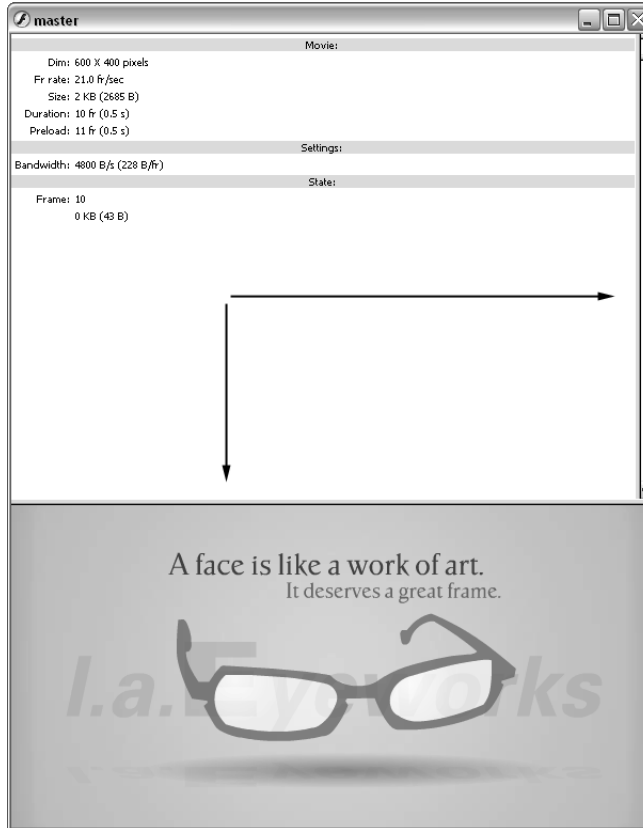 master
Movie:
Dim: 600 X 400 pixels
Fr rate: 21.0 fr/sec
Size: 2 KB (2685 B)
Duration: 10 fr (0.5 s)
Preload: 11 fr (0.5 s)
Settings:
Bandwidth: 4800 B/s (228 B/fr)
State:
Frame: 10
0 KB (43 B)
A face is like a work of art.
It deserves a great frame.
l.a.Eyeworks